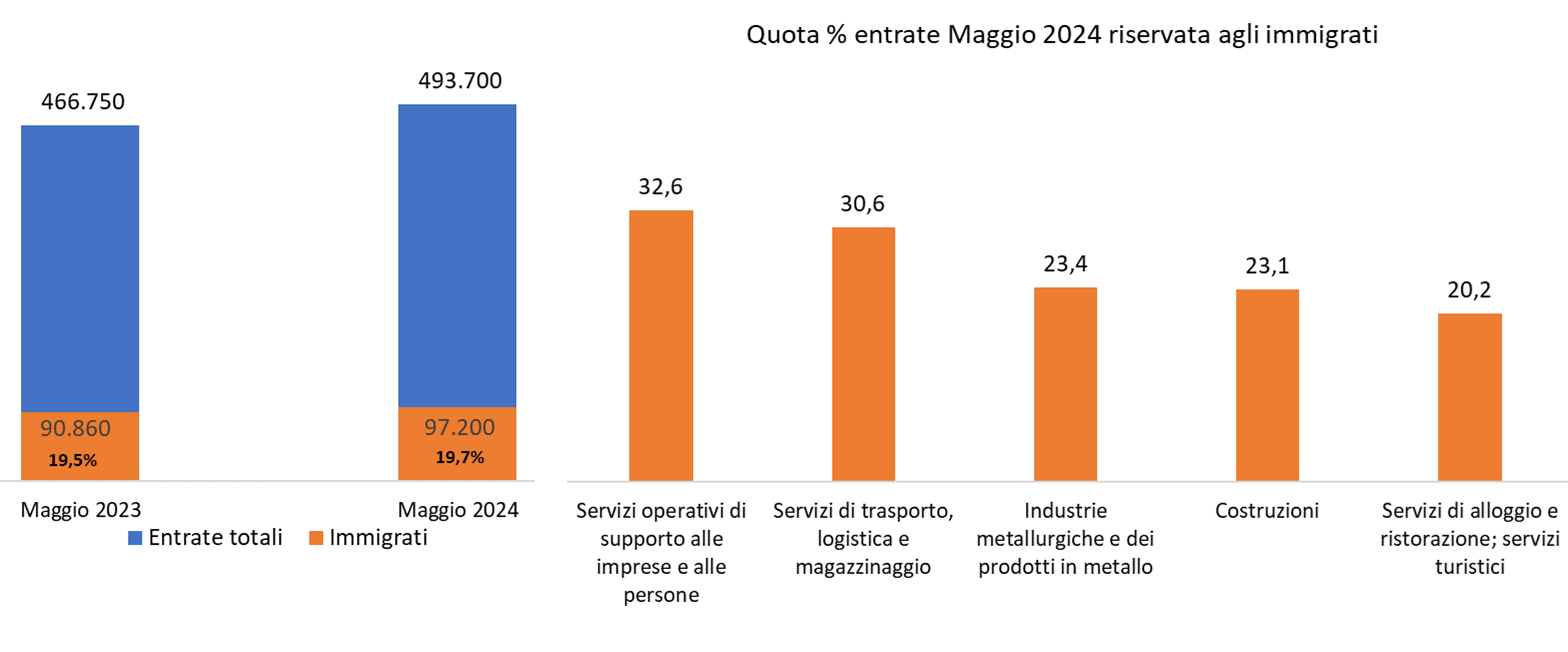 Quota % entrate Maggio 2024 riservata agli immigrati
466.750
493.700
90.860
19,5%
97.200
19,7%
Maggio 2023
Maggio 2024
Entrate totali
Immigrati
32,6
30,6
23,4
23,1
20,2
Servizi operativi di
supporto alle
imprese e alle
persone
Servizi di trasporto,
logistica e
magazzinaggio
Industrie
metallurgiche e dei
prodotti in metallo
Costruzioni
Servizi di alloggio e
ristorazione; servizi
turistici